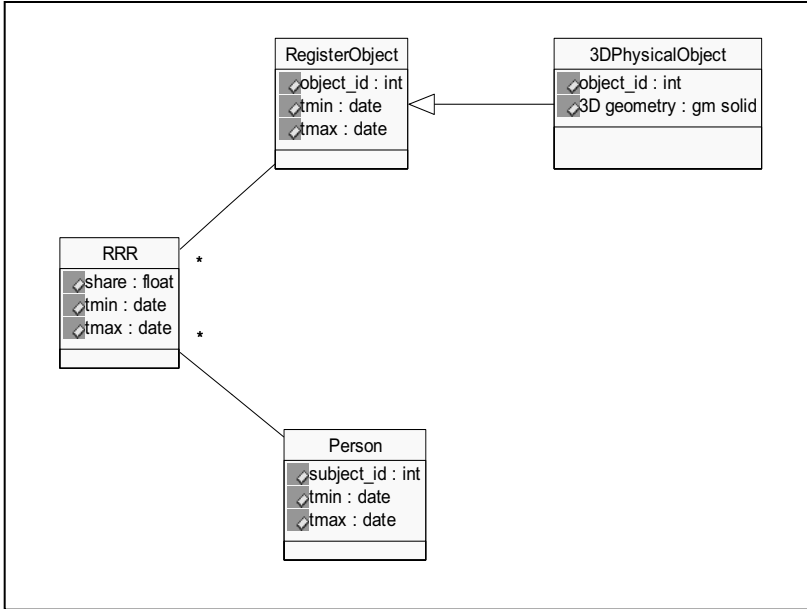 RegisterObject
object_id : int
tmin : date
tmax : date
3DPhysicalObject
object_id : int
3D geometry : gm solid
RRR
share : float
tmin : date
tmax : date
*
*
Person
subject_id : int
tmin : date
tmax : date